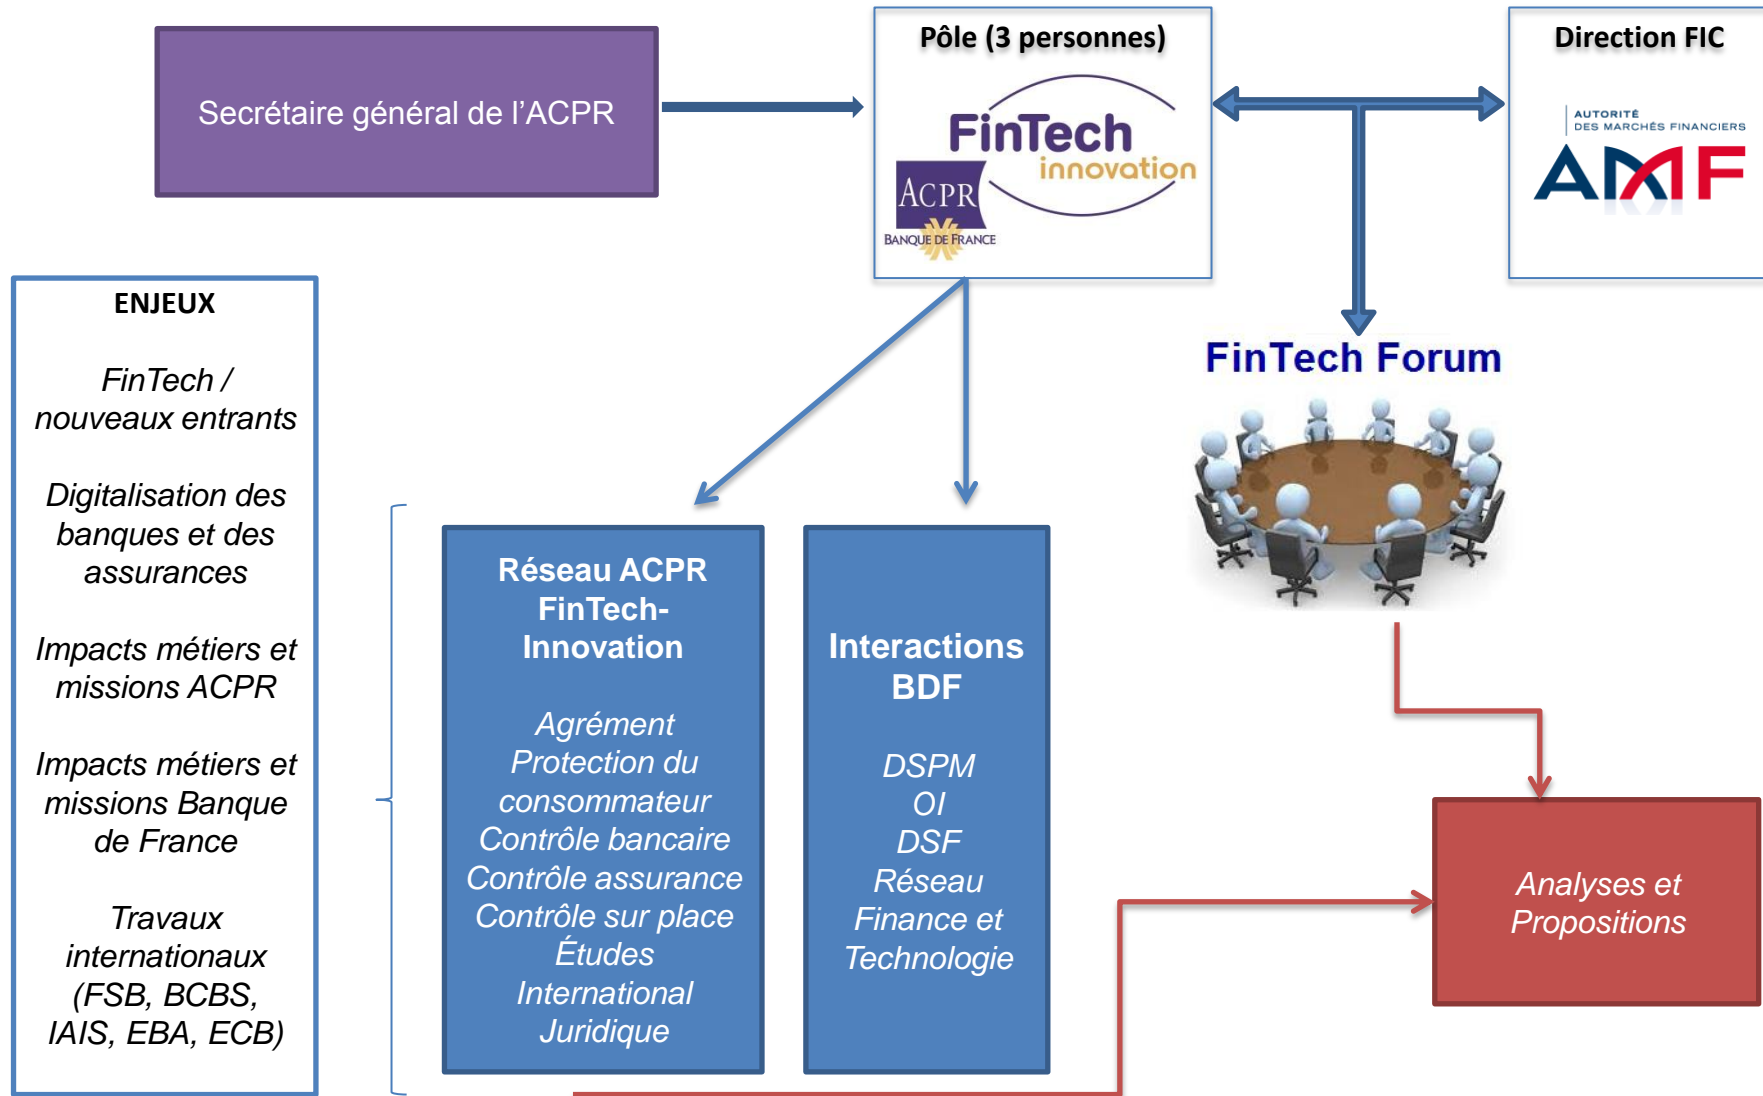 Secrétaire général de l’ACPR
Pôle (3 personnes)
FinTech
innovation
ACPR
BANQUE DE FRANCE
Direction FIC
AUTORITÉ
DES MARCHÉS FINANCIERS
AMF
FinTech Forum
ENJEUX
FinTech /
nouveaux entrants
Digitalisation des
banques et des
assurances
Impacts métiers et
missions ACPR
Impacts métiers et
missions Banque
de France
Travaux
internationaux
(FSB, BCBS,
IAIS, EBA, ECB)
Réseau ACPR
FinTech-
Innovation
Agrément
Protection du
consommateur
Contrôle bancaire
Contrôle assurance
Contrôle sur place
Études
International
Juridique
Interactions
BDF
DSPM
OI
DSF
Réseau
Finance et
Technologie
Analyses et
Propositions